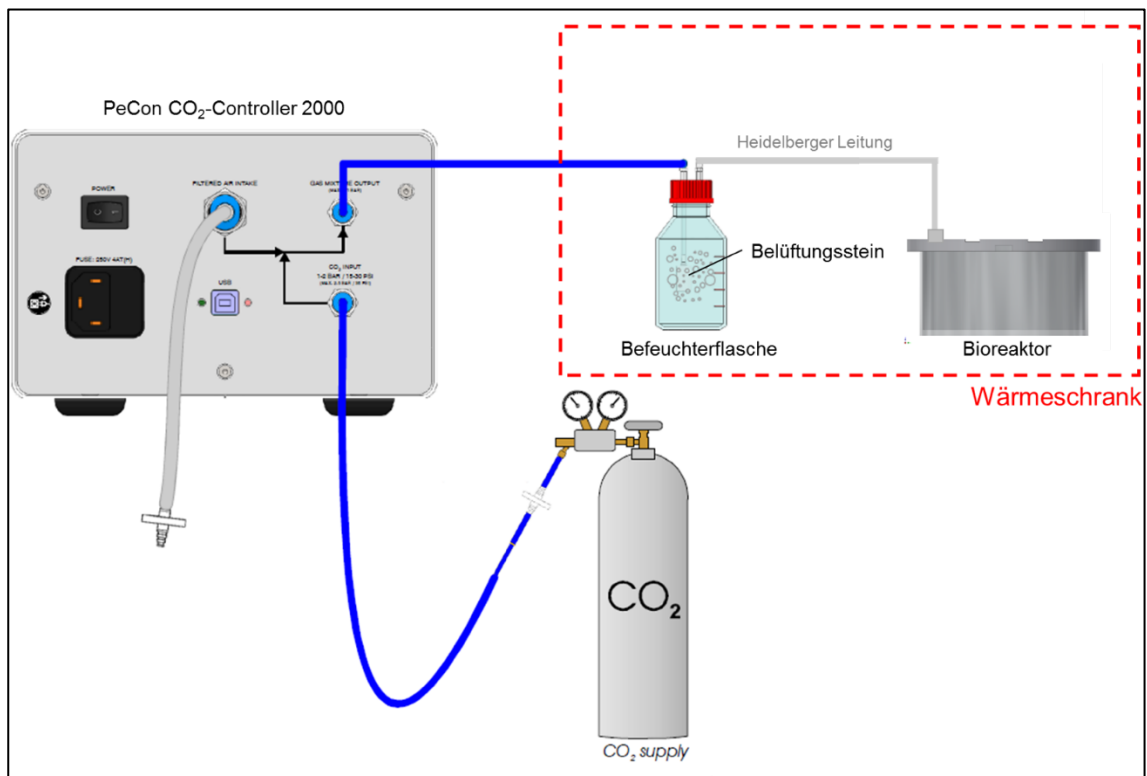 PeCon CO₂-Controller 2000
POWER
FILTERED AIR INTAKE
GAS MIXTURE OUTPUT
FUSE: 250V 4AT(H)
USB
CO₂ INPUT
1-2 BAR / 15-30 PSI
Heidelberger Leitung
Belüftungsstein
Befeuchterflasche
Bioreaktor
Wärmeschrank
CO₂
CO₂ supply